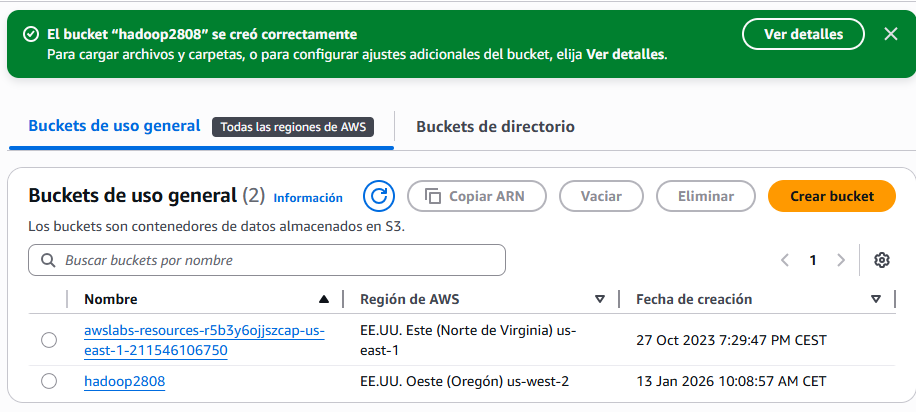 El bucket “hadoop2808” se creó correctamente
Ver detalles
Para cargar archivos y carpetas, o para configurar ajustes adicionales del bucket, elija Ver detalles.
Buckets de uso general Todas las regiones de AWS Buckets de directorio
Buckets de uso general (2) Información Copiar ARN Vaciar Eliminar Crear bucket
Los buckets son contenedores de datos almacenados en S3.
Buscar buckets por nombre
1
Nombre Región de AWS Fecha de creación
awslabs-resources-r5b3y6ojjszcap-us-
east-1-211546106750
EE.UU. Este (Norte de Virginia) us-
east-1
27 Oct 2023 7:29:47 PM CEST
hadoop2808 EE.UU. Oeste (Oregón) us-west-2 13 Jan 2026 10:08:57 AM CET